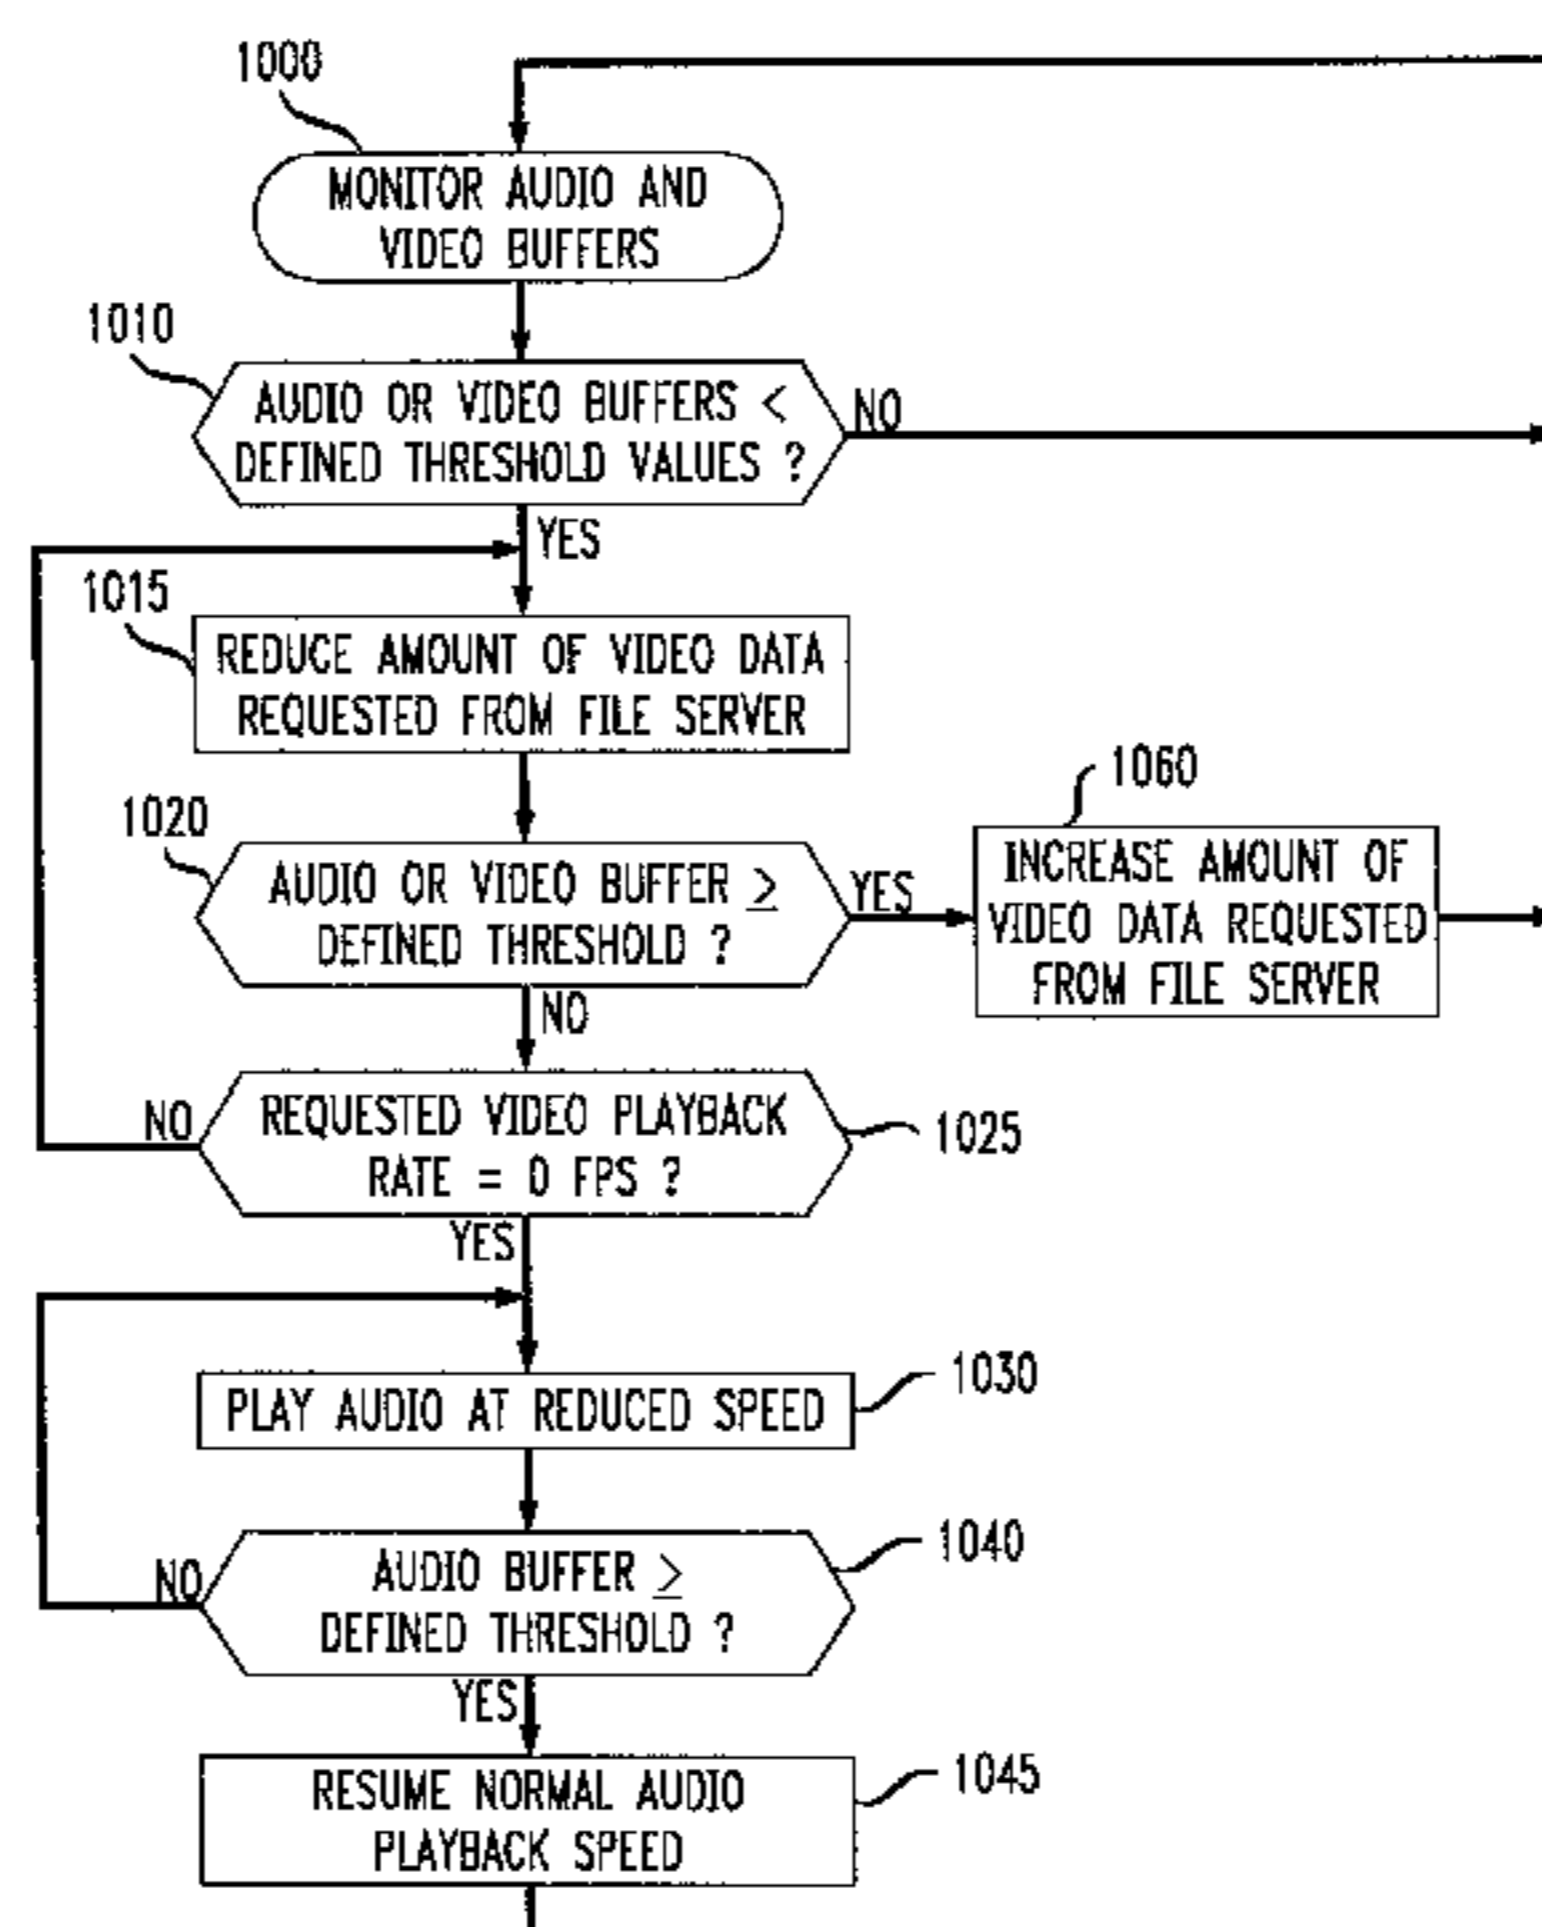 1000
MONITOR AUDIO AND
VIDEO BUFFERS
1010
AUDIO OR VIDEO BUFFERS <
DEFINED THRESHOLD VALUES ?
NO
YES
1015
REDUCE AMOUNT OF VIDEO DATA
REQUESTED FROM FILE SERVER
1020
AUDIO OR VIDEO BUFFER ≥
DEFINED THRESHOLD ?
YES
1060
INCREASE AMOUNT OF
VIDEO DATA REQUESTED
FROM FILE SERVER
NO
REQUESTED VIDEO PLAYBACK
RATE = 0 FPS ?
1025
NO
YES
PLAY AUDIO AT REDUCED SPEED
1030
AUDIO BUFFER ≥
DEFINED THRESHOLD ?
1040
NO
YES
RESUME NORMAL AUDIO
PLAYBACK SPEED
1045